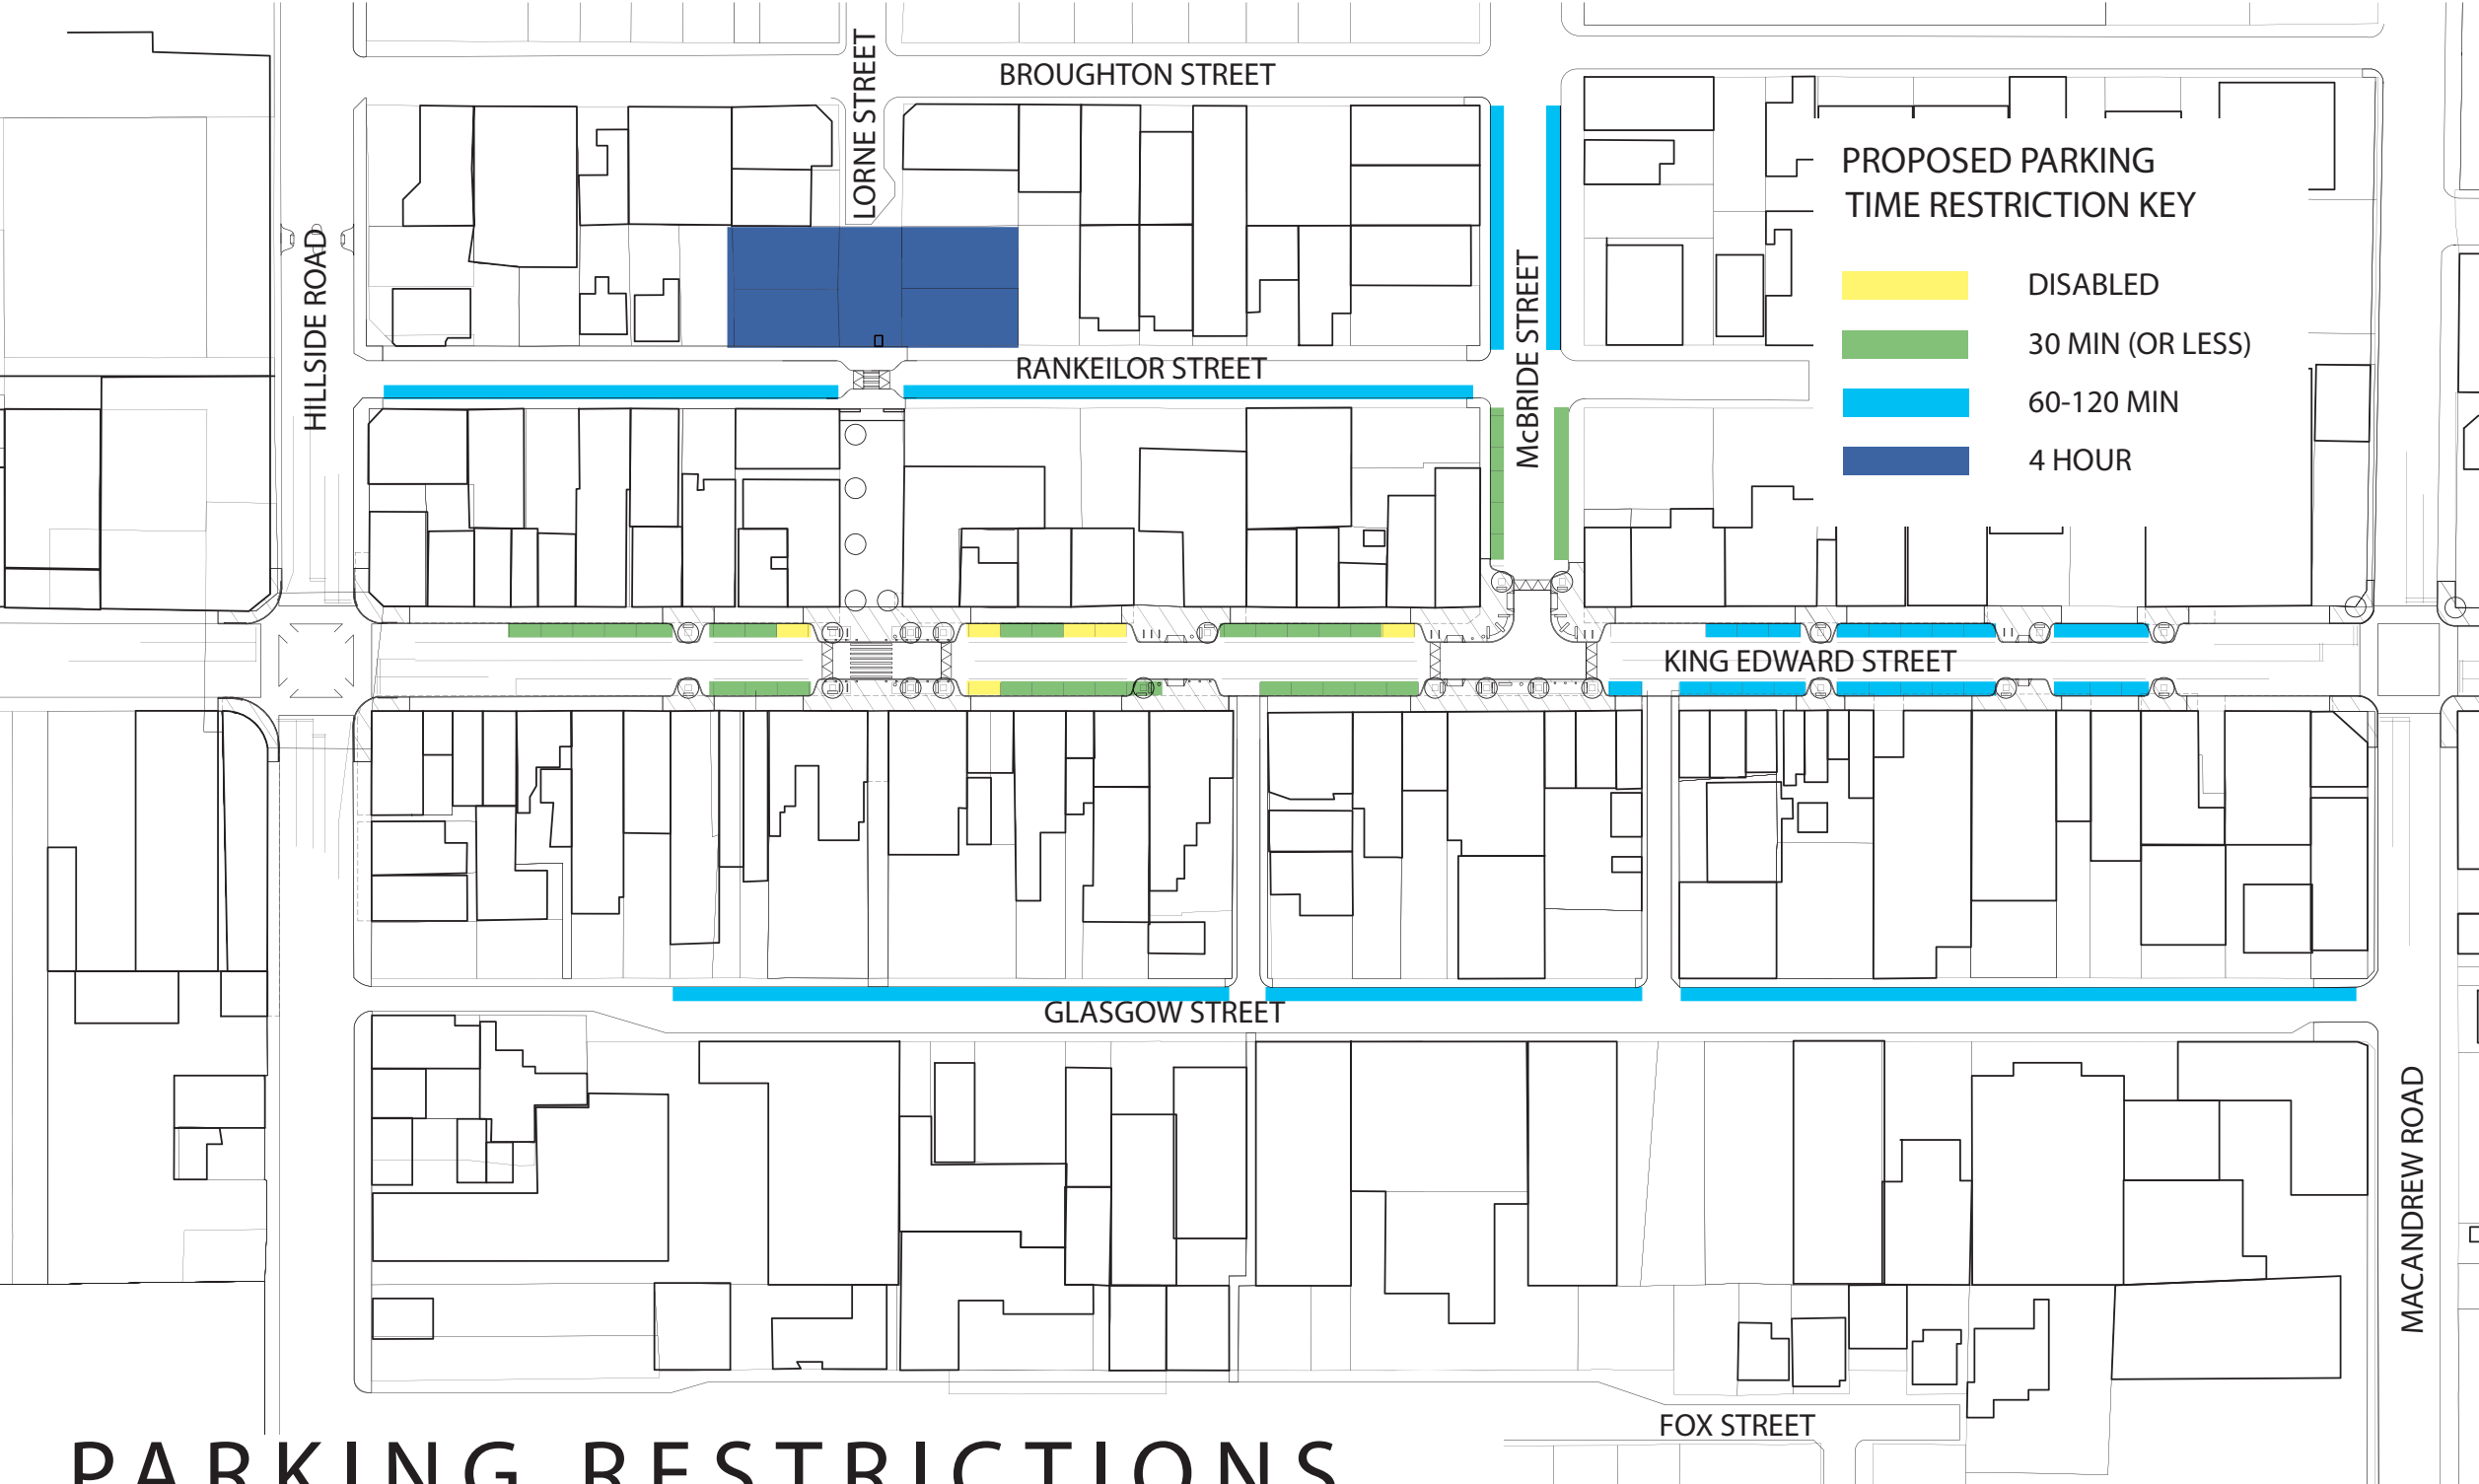 BROUGHTON STREET
LORNE STREET
PROPOSED PARKING
TIME RESTRICTION KEY
DISABLED
30 MIN (OR LESS)
60-120 MIN
4 HOUR
HILLSIDE ROAD
McBRIDE STREET
RANKEILOR STREET
KING EDWARD STREET
GLASGOW STREET
MACANDREW ROAD
FOX STREET
PARKING RESTRICTIONS